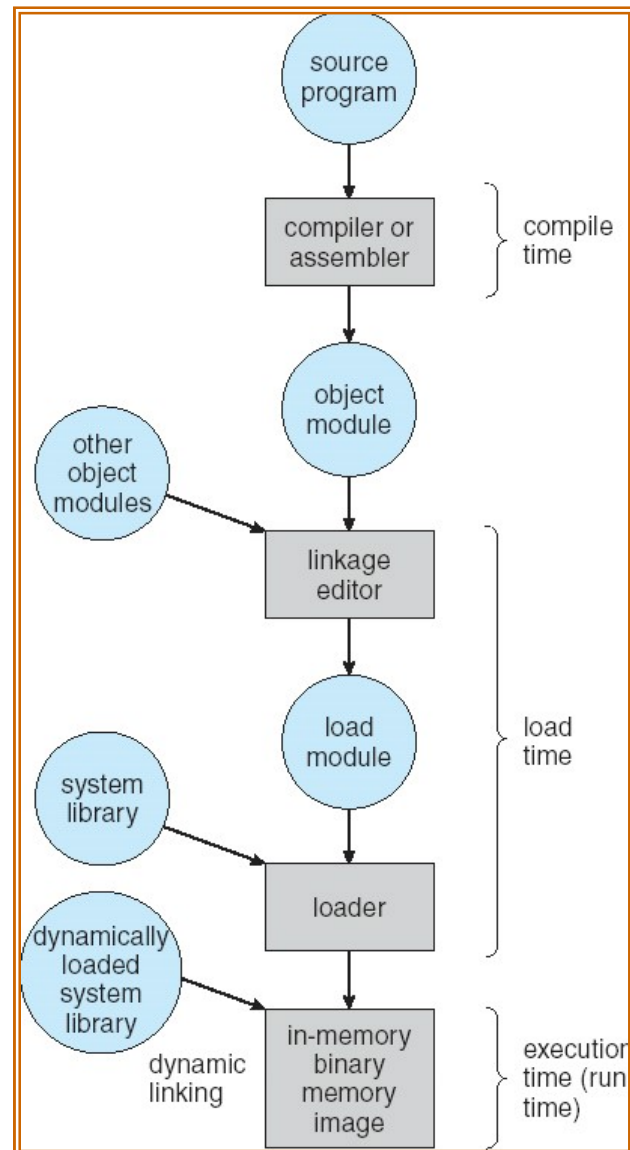 source
program
compiler or
assembler
compile
time
object
module
other
object
modules
linkage
editor
load
module
load
time
system
library
loader
dynamically
loaded
system
library
dynamic
linking
in-memory
binary
memory
image
execution
time (run
time)